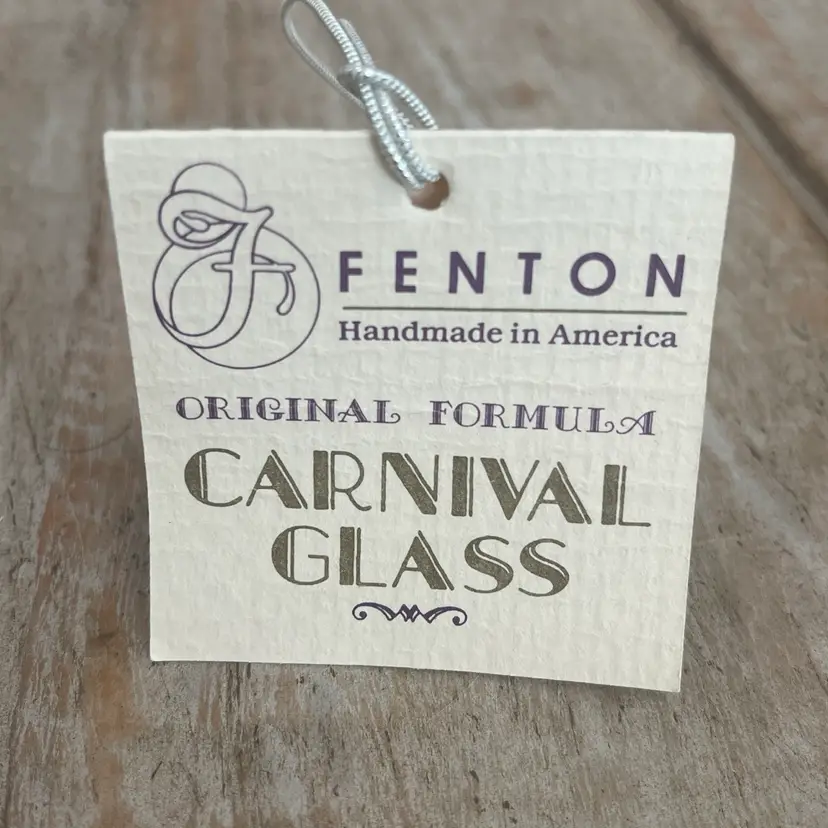 F
FENTON
Handmade in America
ORIGINAL FORMULA
CARNIVAL
GLASS